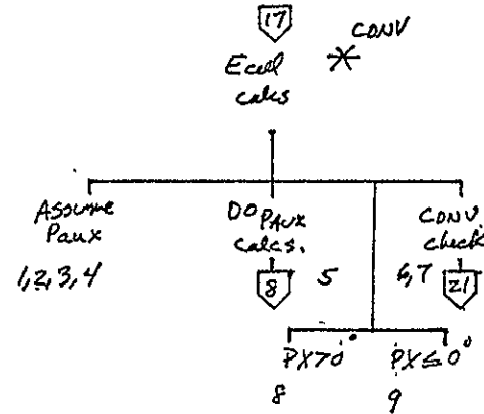 17
CONV
Ecell
calcs
Assume
Paux
DO PAUX
calcs.
CONV.
check
1,2,3,4
8
5
6,7
21
PX>0
PX≤0
8
9